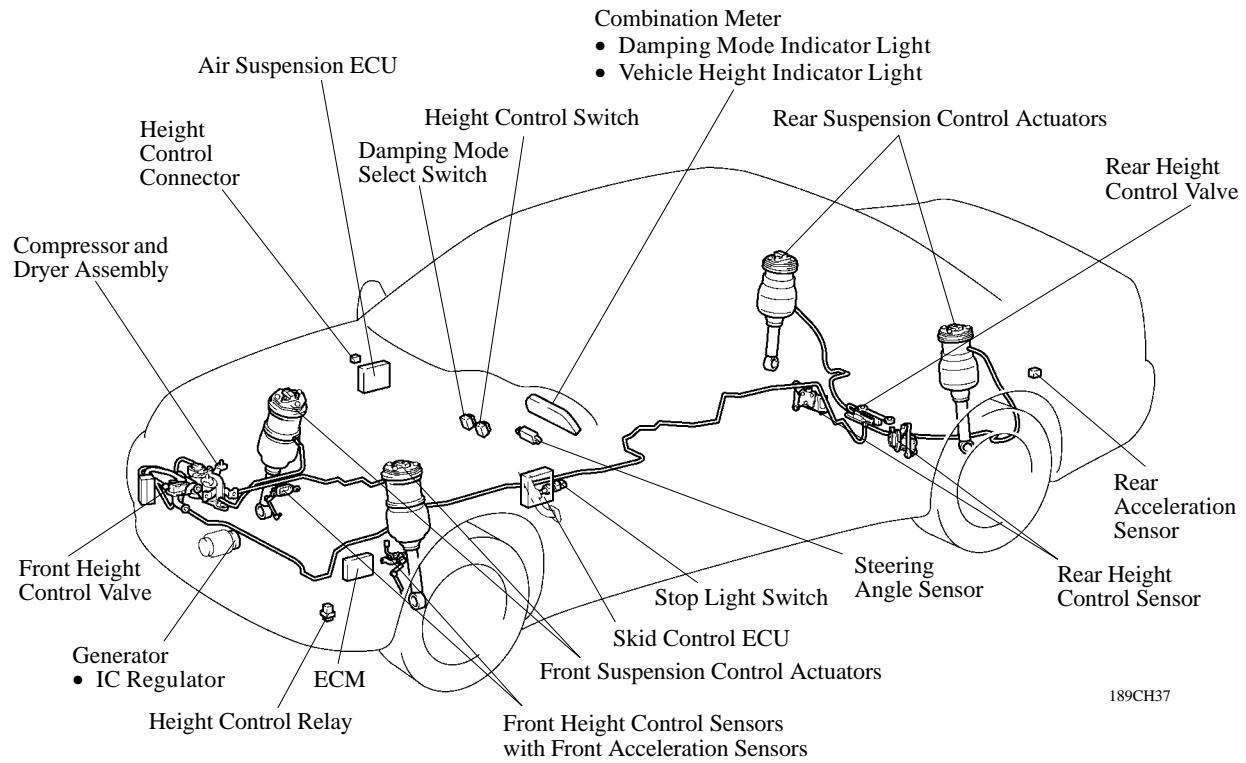 Combination Meter
• Damping Mode Indicator Light
• Vehicle Height Indicator Light
Air Suspension ECU
Height Control Switch
Rear Suspension Control Actuators
Height
Control
Connector
Damping Mode
Select Switch
Rear Height
Control Valve
Compressor and
Dryer Assembly
Rear
Acceleration
Sensor
Front Height
Control Valve
Steering
Angle Sensor
Rear Height
Control Sensor
Stop Light Switch
Skid Control ECU
Generator
• IC Regulator
ECM
Front Suspension Control Actuators
Height Control Relay
Front Height Control Sensors
with Front Acceleration Sensors
189CH37